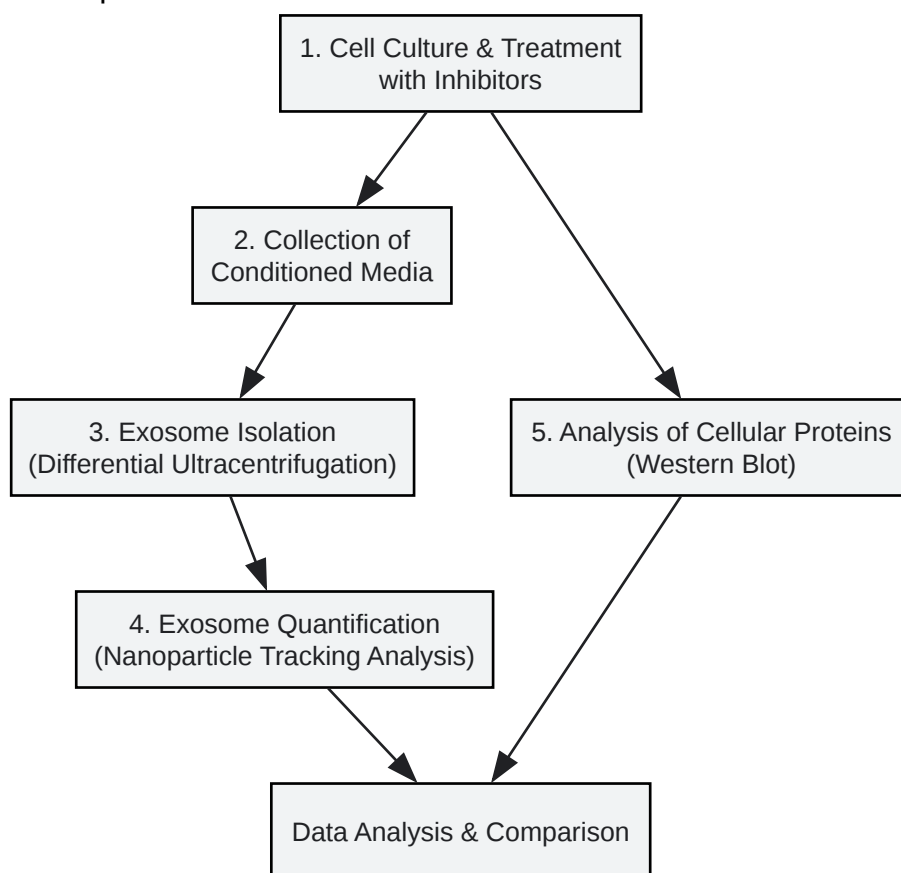 1. Cell Culture & Treatment
with Inhibitors
2. Collection of
Conditioned Media
3. Exosome Isolation
(Differential Ultracentrifugation)
5. Analysis of Cellular Proteins
(Western Blot)
4. Exosome Quantification
(Nanoparticle Tracking Analysis)
Data Analysis & Comparison